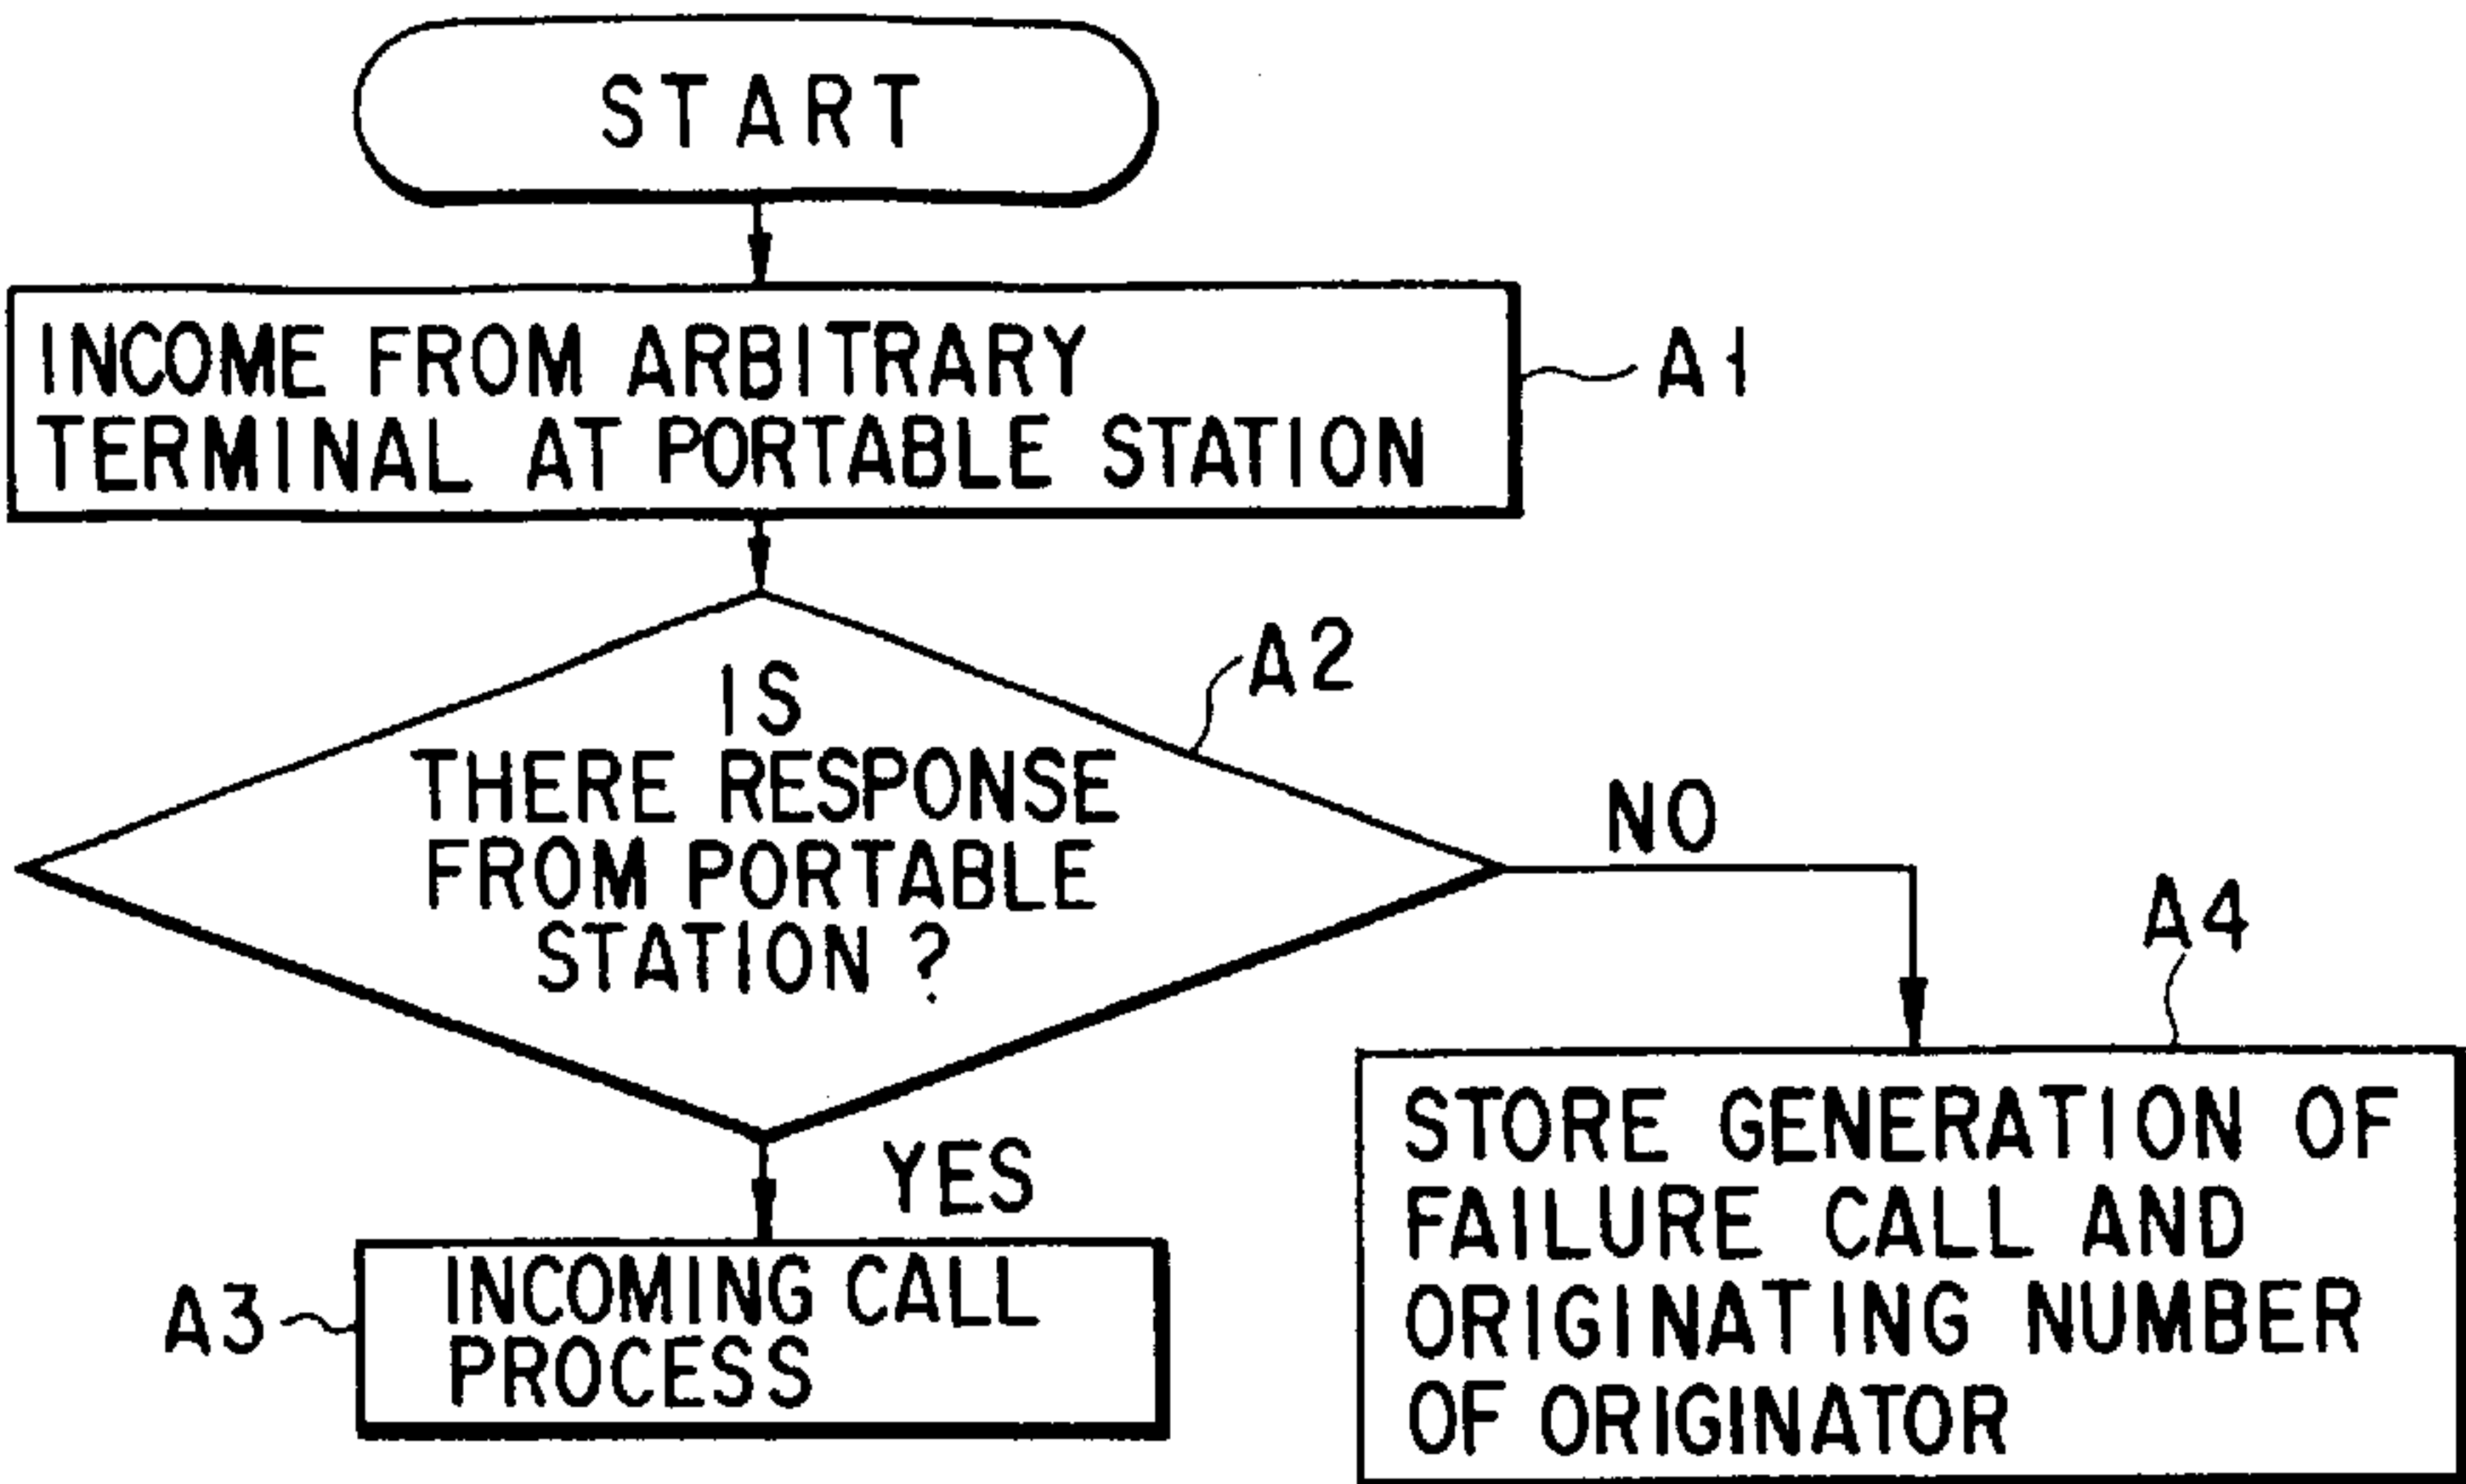 START
INCOME FROM ARBITRARY
TERMINAL AT PORTABLE STATION
A1
A2
IS
THERE RESPONSE
FROM PORTABLE
STATION ?
NO
A4
YES
STORE GENERATION OF
FAILURE CALL AND
ORIGINATING NUMBER
OF ORIGINATOR
A3
INCOMING CALL
PROCESS